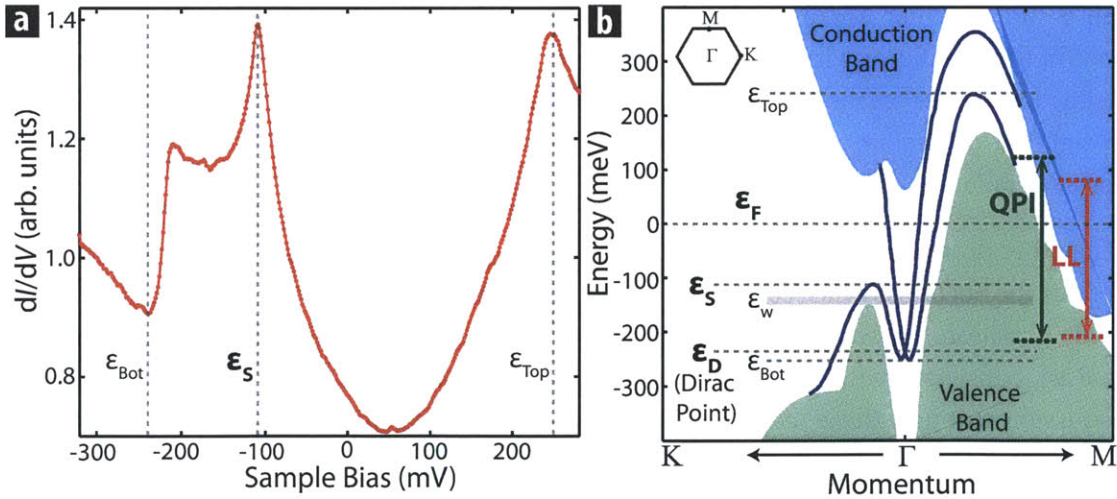 a
1.4
1.2
1.0
0.8
dI/dV (arb. units)
-300
-200
-100
0
100
200
Sample Bias (mV)
εBot
εS
εTop
b
M
Γ
K
Conduction
Band
εTop
300
200
100
0
-100
-200
-300
Energy (meV)
εF
εS
εw
εD
(Dirac
Point)
εBot
QPI
LL
Valence
Band
K
Γ
M
Momentum